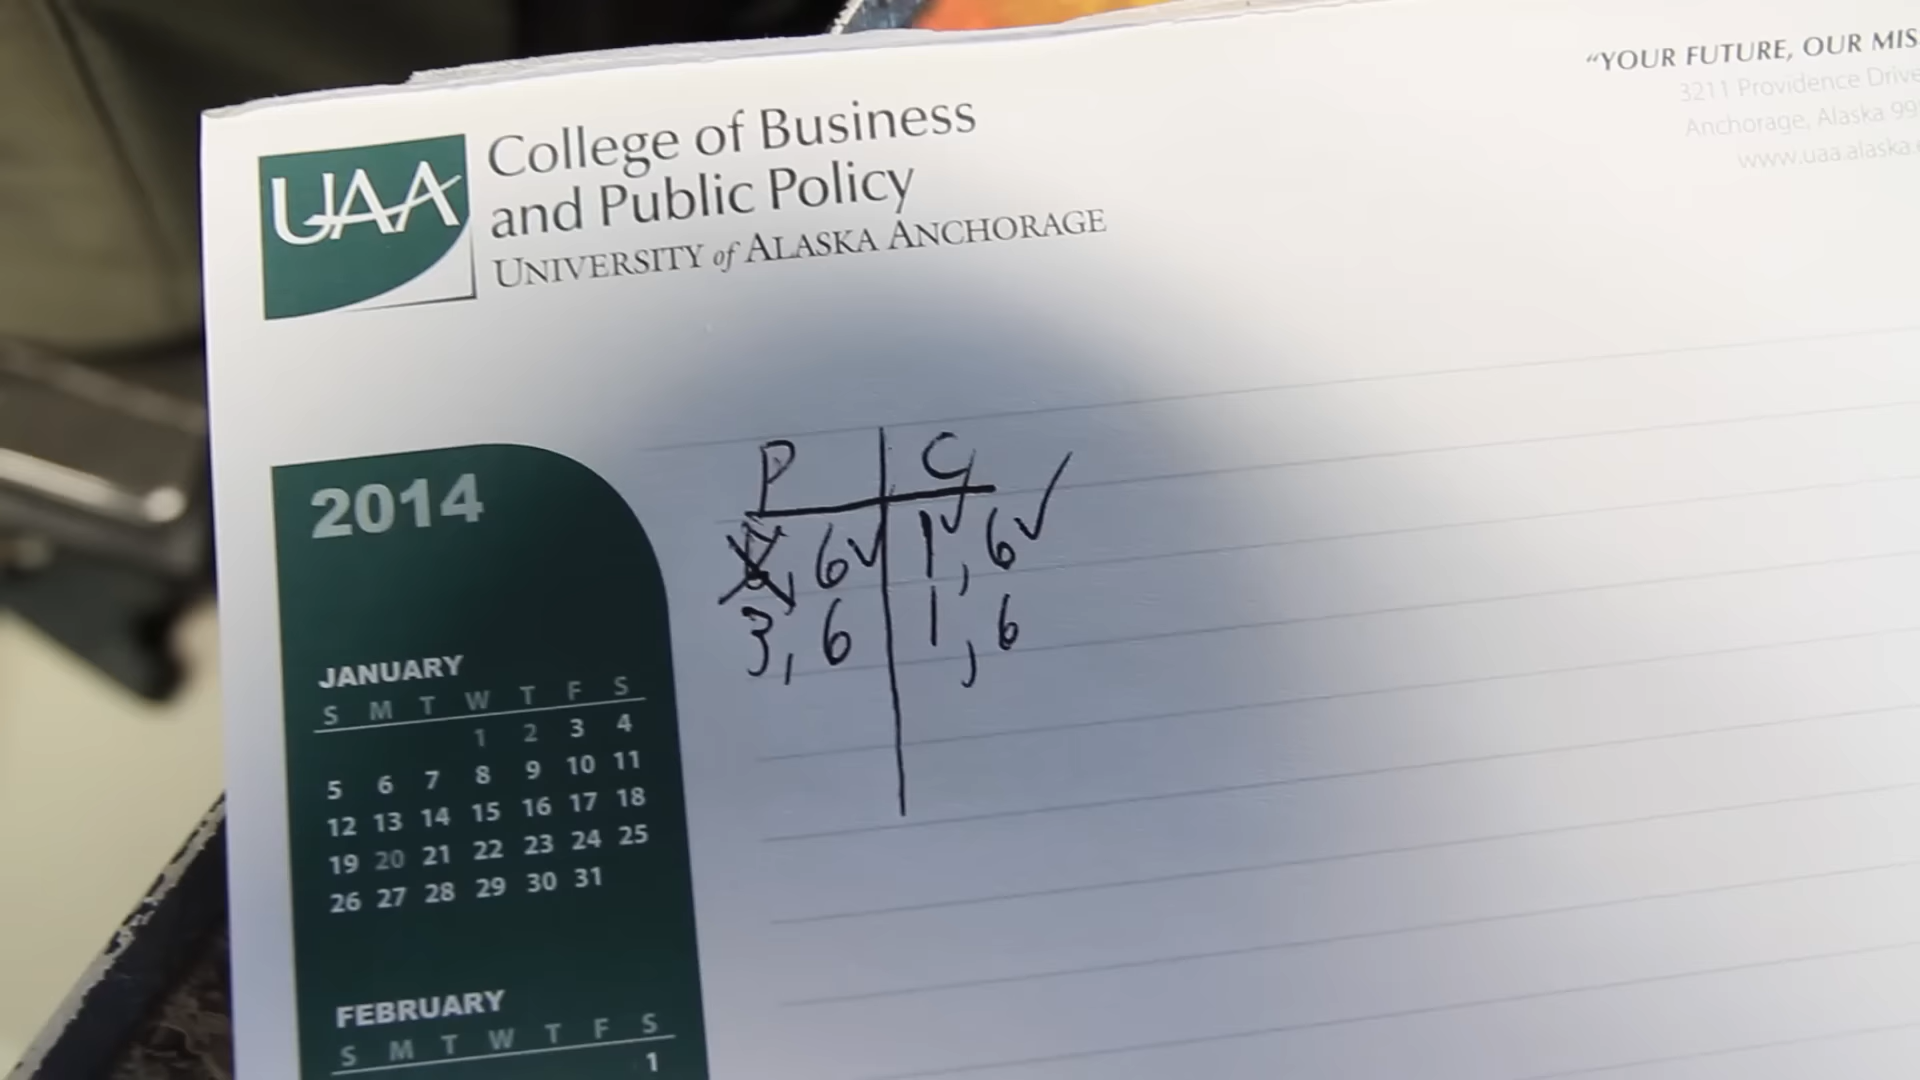 "YOUR FUTURE, OUR MIS
3211 Providence Drive
Anchorage, Alaska 99
www.uaa.alaska.
UAA
College of Business
and Public Policy
UNIVERSITY of ALASKA ANCHORAGE
P C
, 6✓ 1✓, 6✓
3, 6 1, 6
2014
JANUARY
S M T W T F S
1 2 3 4
5 6 7 8 9 10 11
12 13 14 15 16 17 18
19 20 21 22 23 24 25
26 27 28 29 30 31
FEBRUARY
S M T W T F S
1